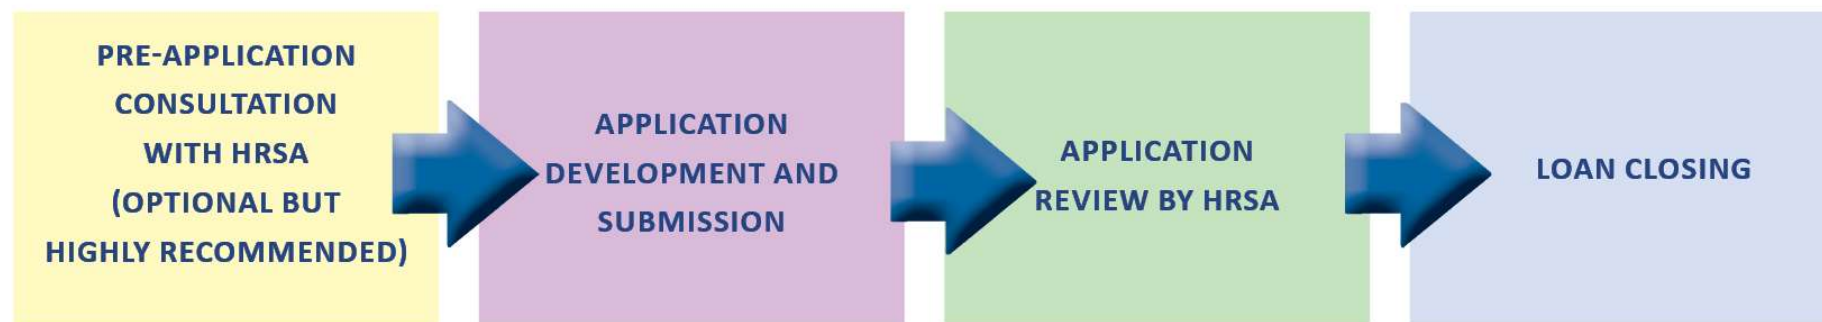 PRE-APPLICATION
CONSULTATION
WITH HRSA
(OPTIONAL BUT
HIGHLY RECOMMENDED)
APPLICATION
DEVELOPMENT AND
SUBMISSION
APPLICATION
REVIEW BY HRSA
LOAN CLOSING